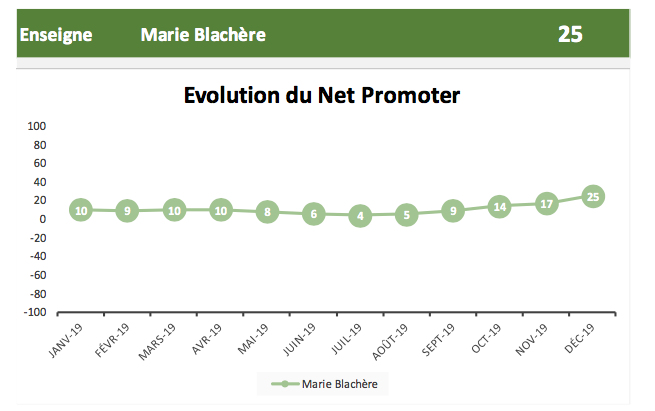 Enseigne Marie Blachère 25
Evolution du Net Promoter
100
80
60
40
20
0
-20
-40
-60
-80
-100
10 9 10 10 8 6 4 5 9 14 17 25
JANV-19 FÉVR-19 MARS-19 AVR-19 MAI-19 JUIN-19 JUIL-19 AOÛT-19 SEPT-19 OCT-19 NOV-19 DÉC-19
Marie Blachère